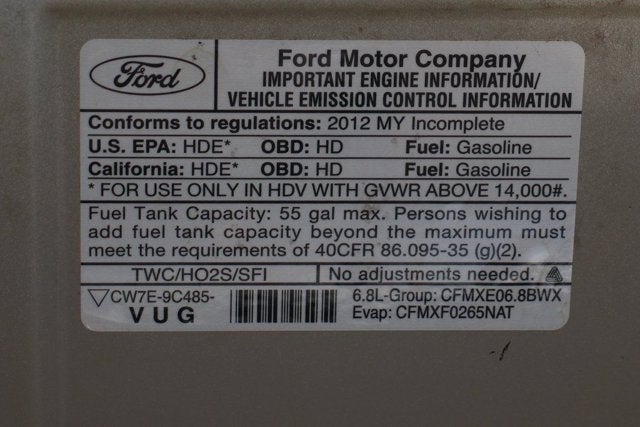 Ford
Ford Motor Company
IMPORTANT ENGINE INFORMATION/
VEHICLE EMISSION CONTROL INFORMATION
Conforms to regulations: 2012 MY Incomplete
U.S. EPA: HDE* OBD: HD Fuel: Gasoline
California: HDE* OBD: HD Fuel: Gasoline
* FOR USE ONLY IN HDV WITH GVWR ABOVE 14,000#.
Fuel Tank Capacity: 55 gal max. Persons wishing to
add fuel tank capacity beyond the maximum must
meet the requirements of 40CFR 86.095-35 (g)(2).
TWC/HO2S/SFI No adjustments needed.
CW7E-9C485- 6.8L-Group: CFMXE06.8BWX
VUG Evap: CFMXF0265NAT